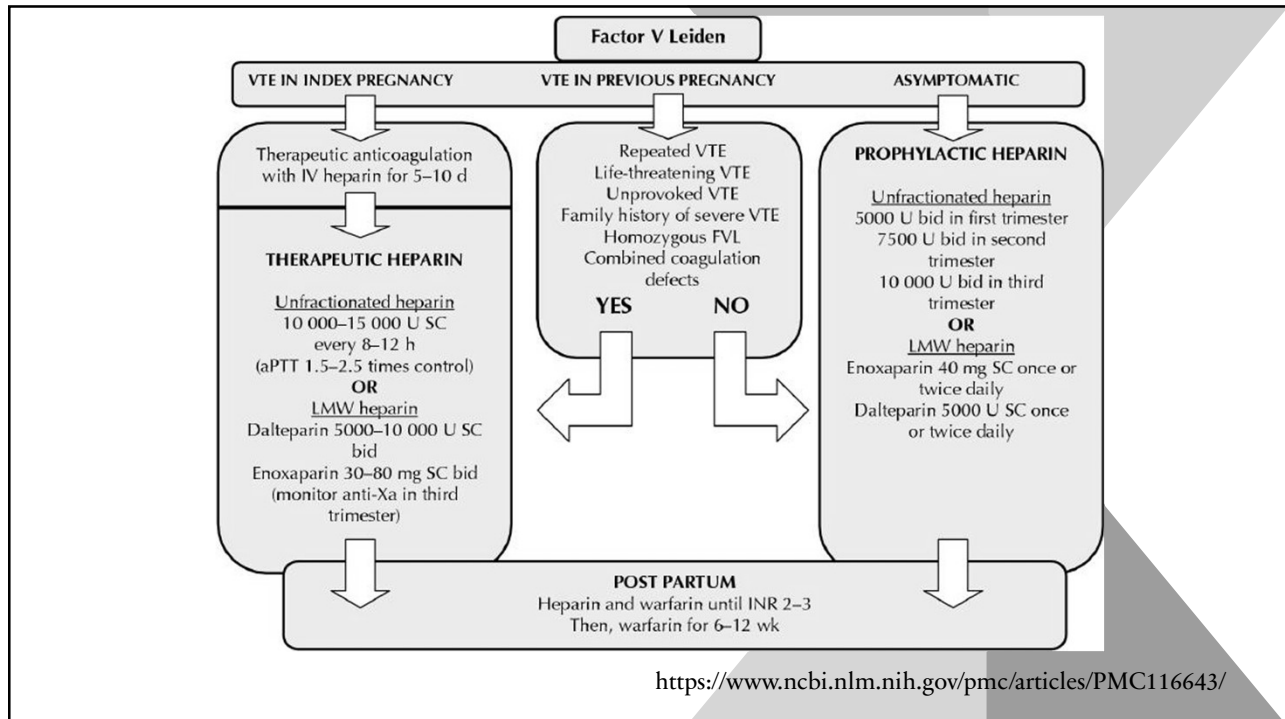 Factor V Leiden
VTE IN INDEX PREGNANCY
VTE IN PREVIOUS PREGNANCY
ASYMPTOMATIC
Therapeutic anticoagulation
with IV heparin for 5–10 d
THERAPEUTIC HEPARIN
Unfractionated heparin
10 000–15 000 U SC
every 8–12 h
(aPTT 1.5–2.5 times control)
OR
LMW heparin
Dalteparin 5000–10 000 U SC
bid
Enoxaparin 30–80 mg SC bid
(monitor anti-Xa in third
trimester)
Repeated VTE
Life-threatening VTE
Unprovoked VTE
Family history of severe VTE
Homozygous FVL
Combined coagulation
defects
YES NO
PROPHYLACTIC HEPARIN
Unfractionated heparin
5000 U bid in first trimester
7500 U bid in second
trimester
10 000 U bid in third
trimester
OR
LMW heparin
Enoxaparin 40 mg SC once or
twice daily
Dalteparin 5000 U SC once
or twice daily
POST PARTUM
Heparin and warfarin until INR 2–3
Then, warfarin for 6–12 wk
https://www.ncbi.nlm.nih.gov/pmc/articles/PMC116643/